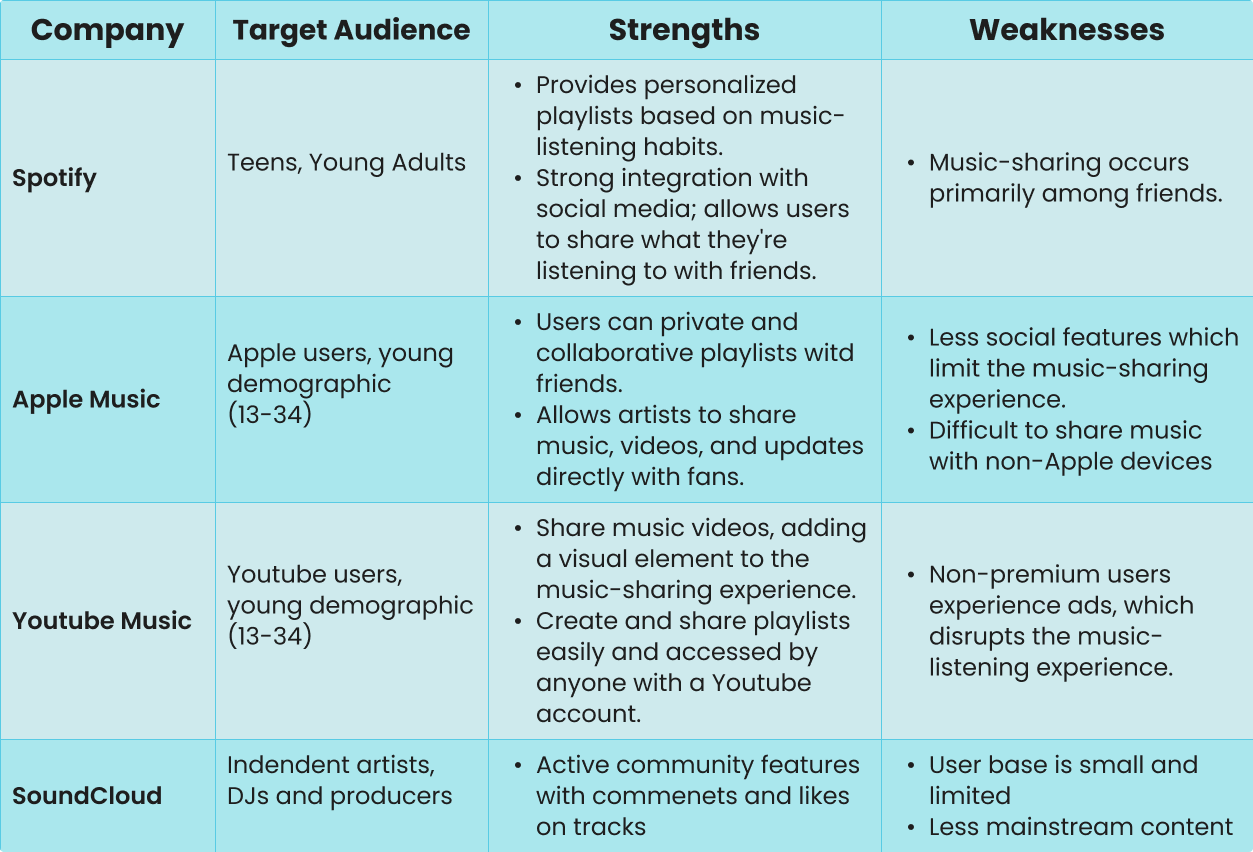 Company
Target Audience
Strengths
Weaknesses
Spotify
Teens, Young Adults
• Provides personalized
playlists based on music-
listening habits.
• Strong integration with
social media; allows users
to share what they're
listening to with friends.
• Music-sharing occurs
primarily among friends.
Apple Music
Apple users, young
demographic
(13-34)
• Users can private and
collaborative playlists witd
friends.
• Allows artists to share
music, videos, and updates
directly with fans.
• Less social features which
limit the music-sharing
experience.
• Difficult to share music
with non-Apple devices
Youtube Music
Youtube users,
young demographic
(13-34)
• Share music videos, adding
a visual element to the
music-sharing experience.
• Create and share playlists
easily and accessed by
anyone with a Youtube
account.
• Non-premium users
experience ads, which
disrupts the music-
listening experience.
SoundCloud
Indendent artists,
DJs and producers
• Active community features
with commenets and likes
on tracks
• User base is small and
limited
• Less mainstream content